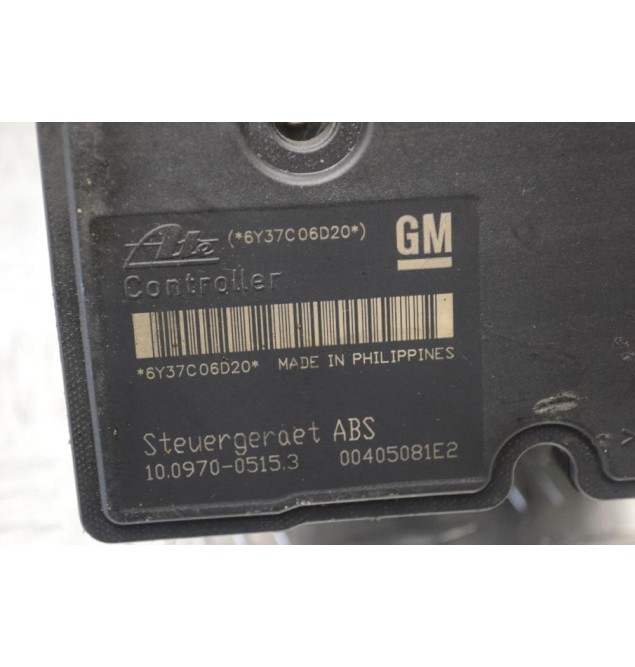 Ate (*6Y37C06D20*) GM
Controller
*6Y37C06D20* MADE IN PHILIPPINES
Steuergeraet ABS
10.0970-0515.3 00405081E2